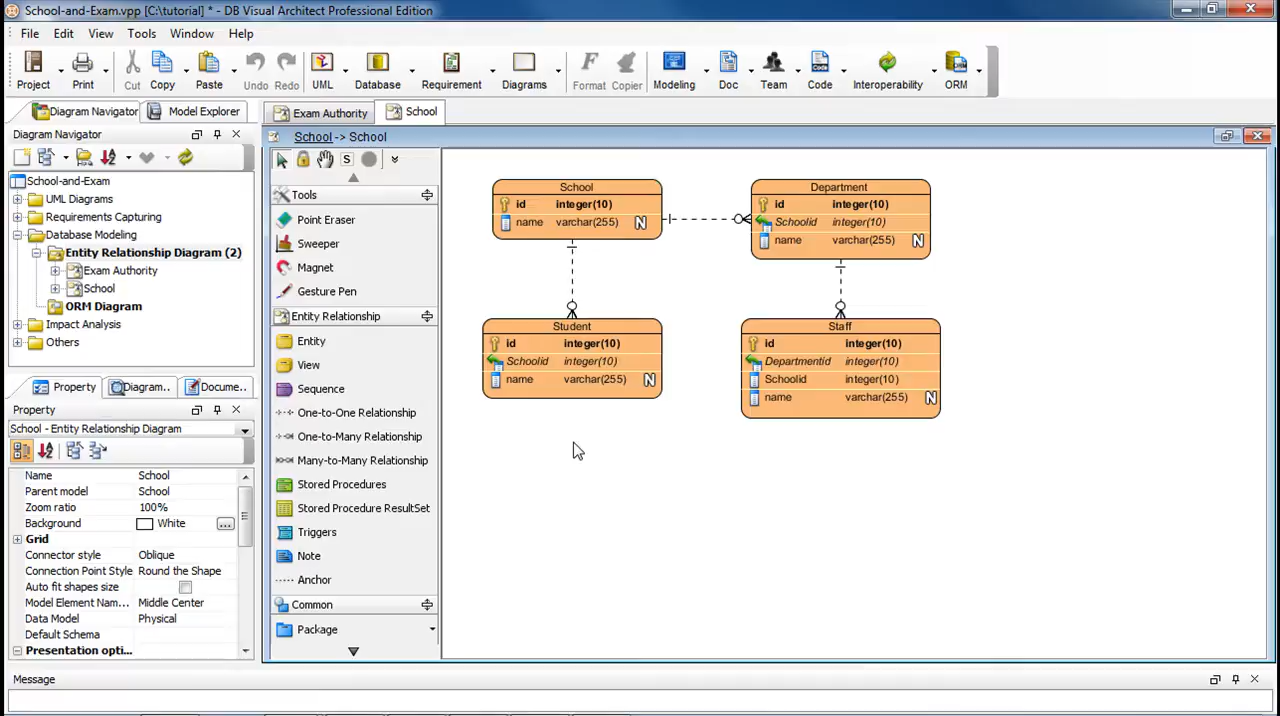 School-and-Exam.vpp [C:\tutorial] * - DB Visual Architect Professional Edition
File Edit View Tools Window Help
Project Print Cut Copy Paste Undo Redo UML Database Requirement Diagrams Format Copier Modeling Doc Team Code Interoperability ORM
Diagram Navigator Model Explorer
Exam Authority School
Diagram Navigator
School -> School
School-and-Exam
UML Diagrams
Requirements Capturing
Database Modeling
Entity Relationship Diagram (2)
Exam Authority
School
ORM Diagram
Impact Analysis
Others
Property Diagram.. Docume..
Property
School - Entity Relationship Diagram
Name School
Parent model School
Zoom ratio 100%
Background White ...
Grid
Connector style Oblique
Connection Point Style Round the Shape
Auto fit shapes size
Model Element Nam... Middle Center
Data Model Physical
Default Schema
Presentation opti...
S
Tools
Point Eraser
Sweeper
Magnet
Gesture Pen
Entity Relationship
Entity
View
Sequence
One-to-One Relationship
One-to-Many Relationship
Many-to-Many Relationship
Stored Procedures
Stored Procedure ResultSet
Triggers
Note
Anchor
Common
Package
School
id integer(10)
name varchar(255) N
Department
id integer(10)
Schoolid integer(10)
name varchar(255) N
Student
id integer(10)
Schoolid integer(10)
name varchar(255) N
Staff
id integer(10)
DepartmentId integer(10)
Schoolid integer(10)
name varchar(255) N
Message